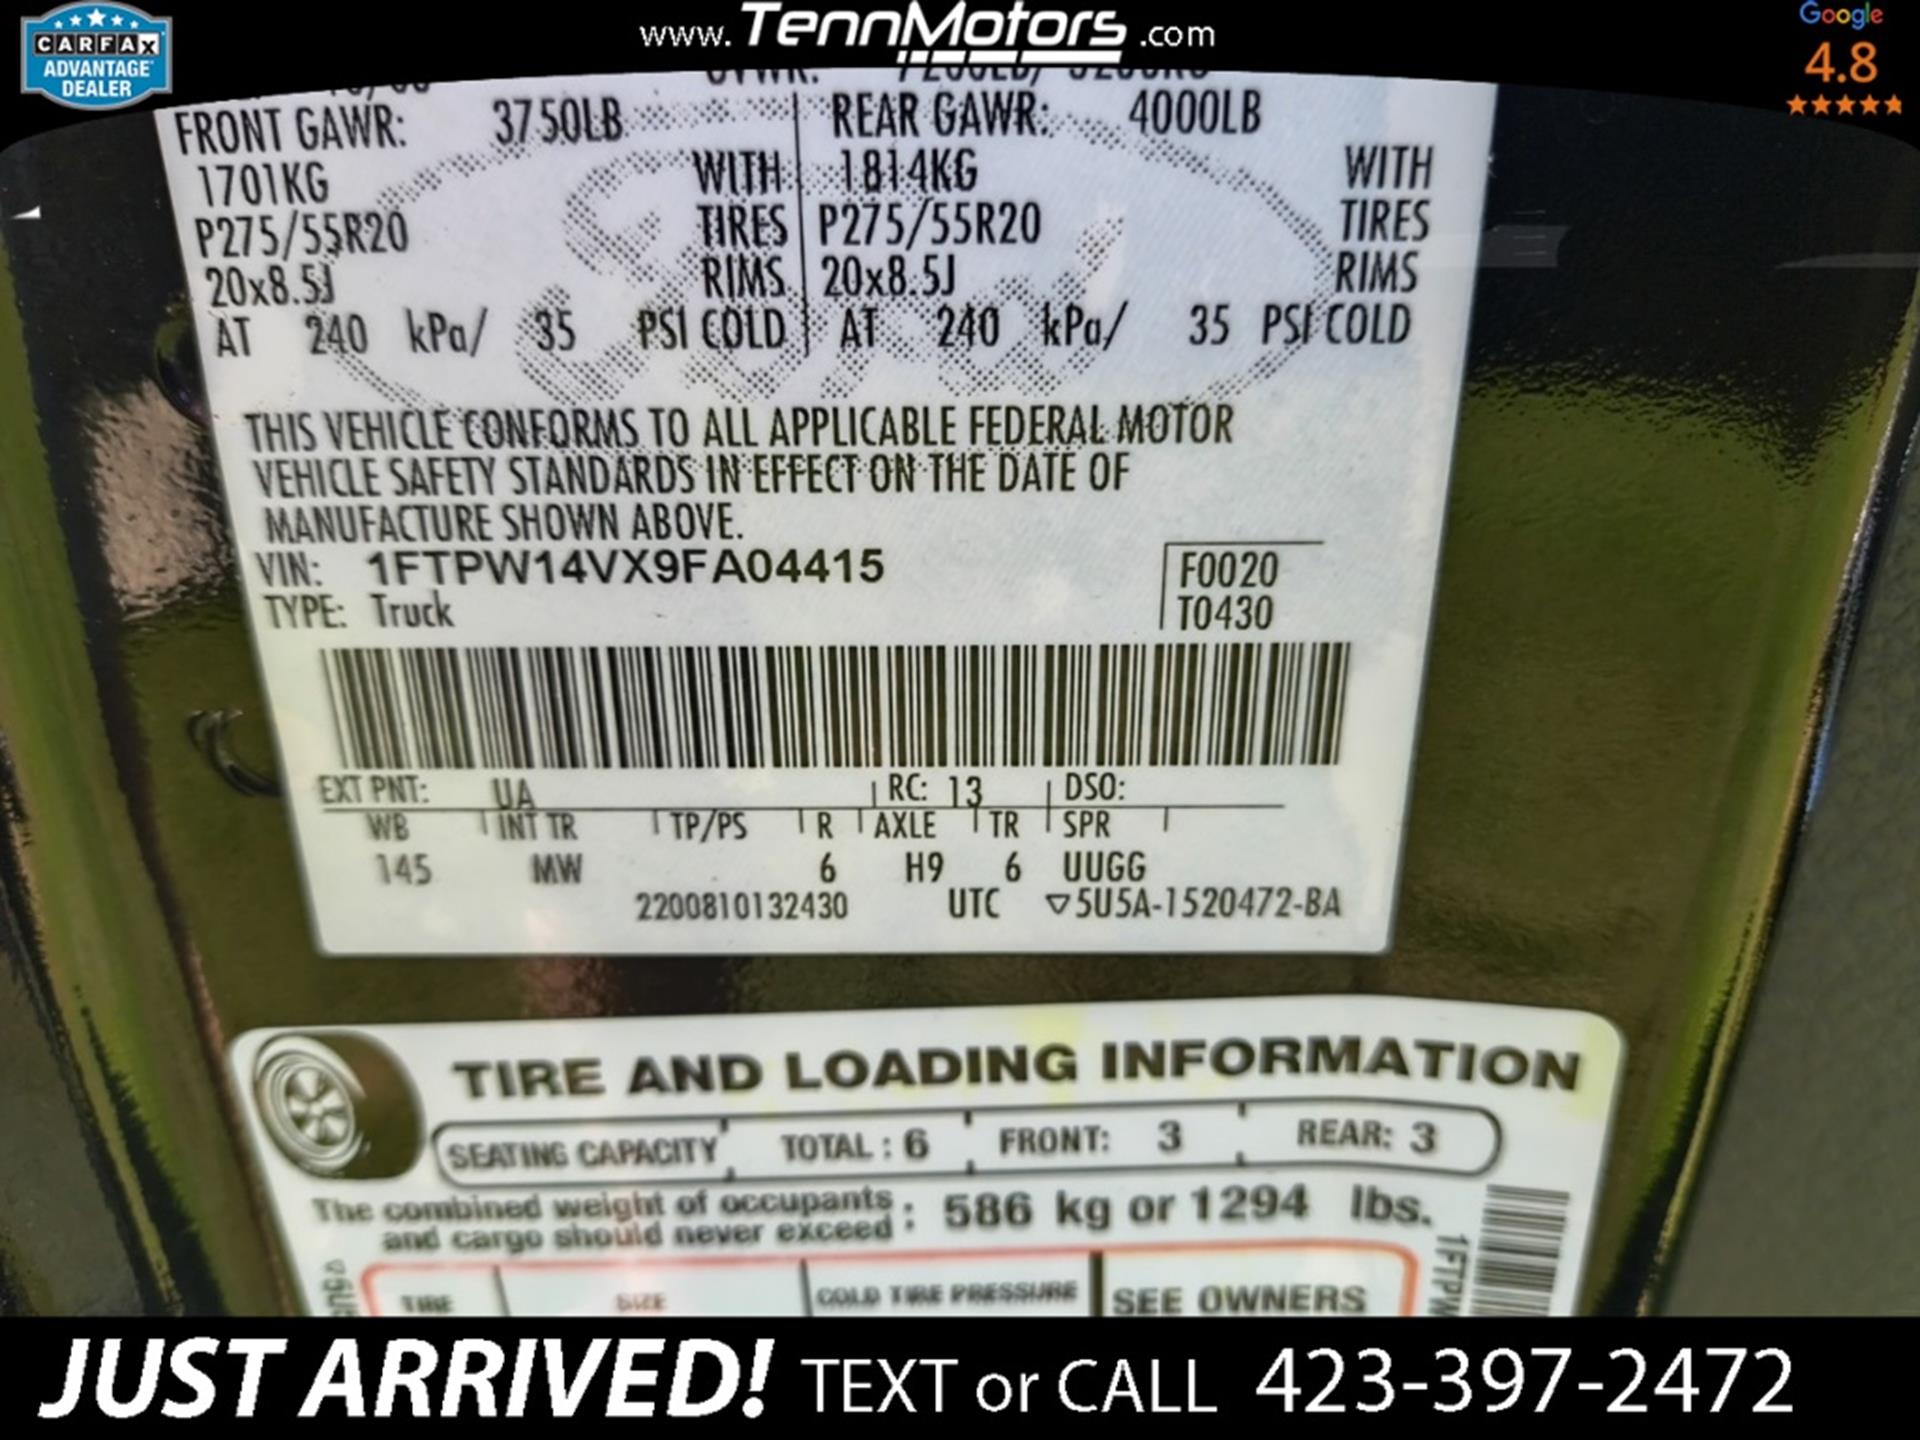 CARFAX
ADVANTAGE®
DEALER
www.TennMotors.com
Google
4.8
FRONT GAWR: 3750LB REAR GAWR: 4000LB
1701KG WITH 1814KG WITH
P275/55R20 TIRES P275/55R20 TIRES
20x8.5J RIMS 20x8.5J RIMS
AT 240 kPa/ 35 PSI COLD AT 240 kPa/ 35 PSI COLD
THIS VEHICLE CONFORMS TO ALL APPLICABLE FEDERAL MOTOR
VEHICLE SAFETY STANDARDS IN EFFECT ON THE DATE OF
MANUFACTURE SHOWN ABOVE.
VIN: 1FTPW14VX9FA04415 F0020
TYPE: Truck T0430
EXT PNT: UA RC: 13 DSO:
WB INT TR TP/PS R AXLE TR SPR
145 MW 6 H9 6 UUGG
2200810132430 UTC ▽5U5A-1520472-BA
TIRE AND LOADING INFORMATION
SEATING CAPACITY TOTAL : 6 FRONT: 3 REAR: 3
The combined weight of occupants
and cargo should never exceed : 586 kg or 1294 lbs.
TIRE SIZE COLD TIRE PRESSURE SEE OWNERS
1FTPW
JUST ARRIVED! TEXT or CALL 423-397-2472